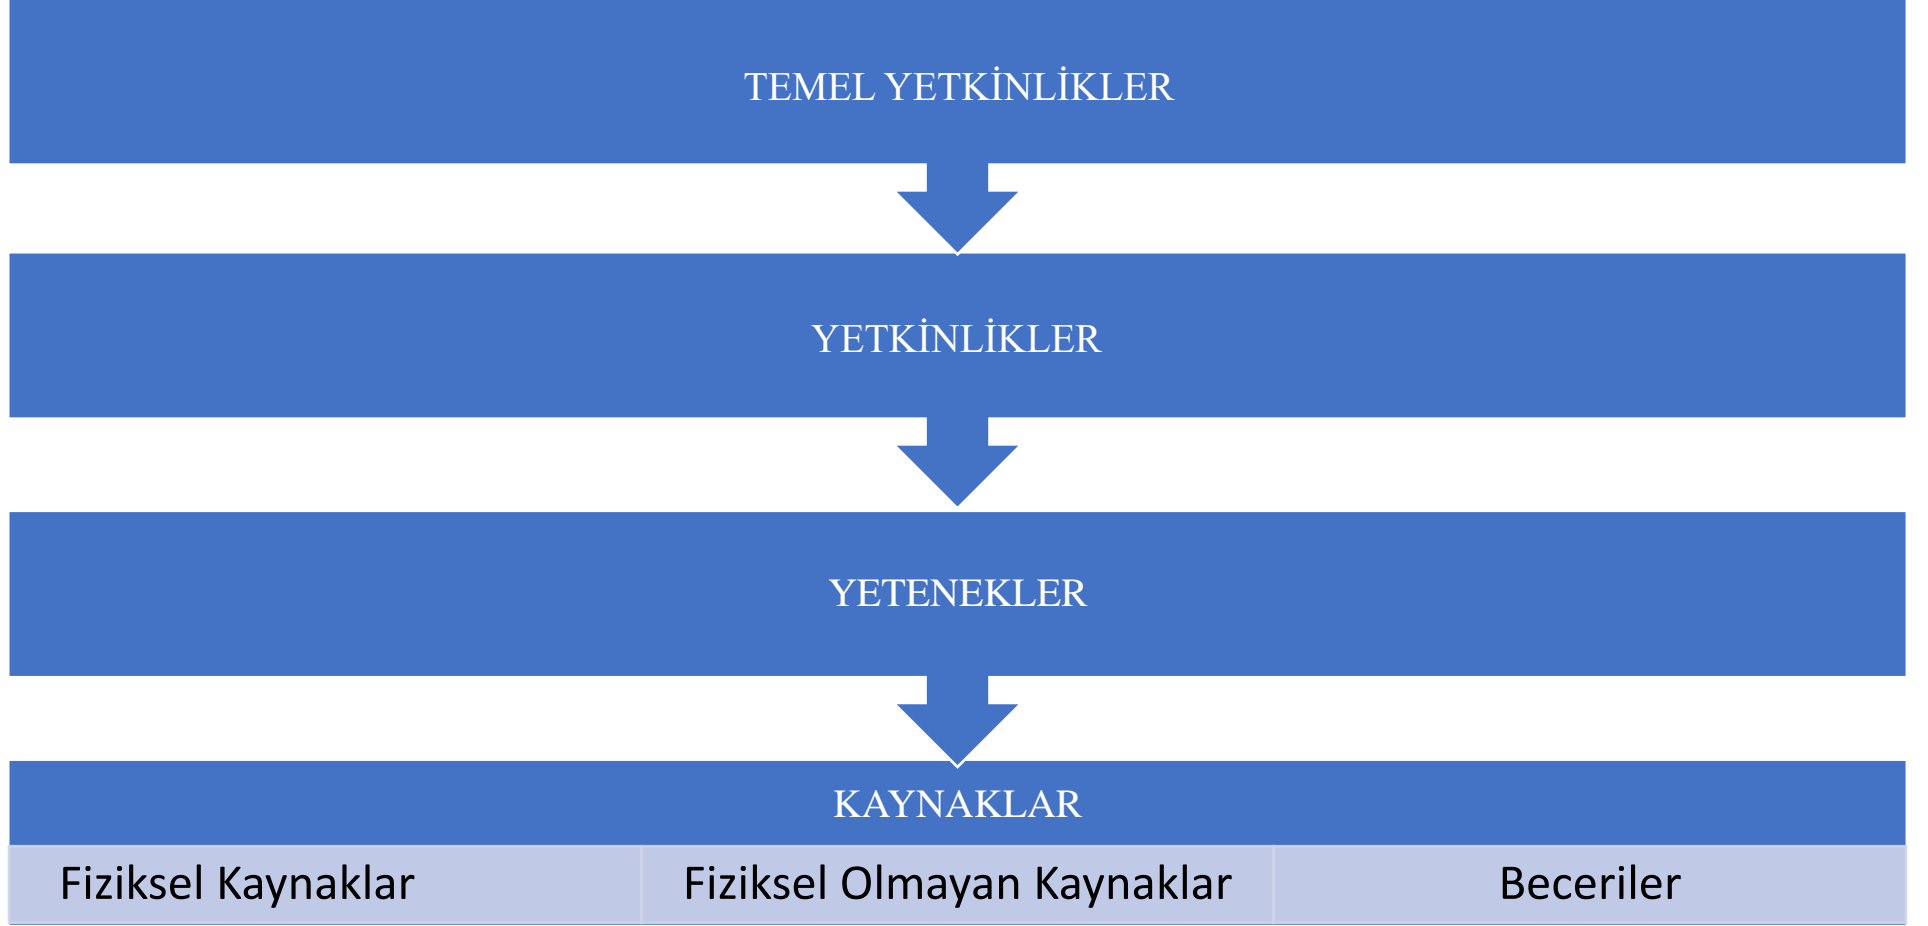 TEMEL YETKİNLİKLER
YETKİNLİKLER
YETENEKLER
KAYNAKLAR
Fiziksel Kaynaklar
Fiziksel Olmayan Kaynaklar
Beceriler